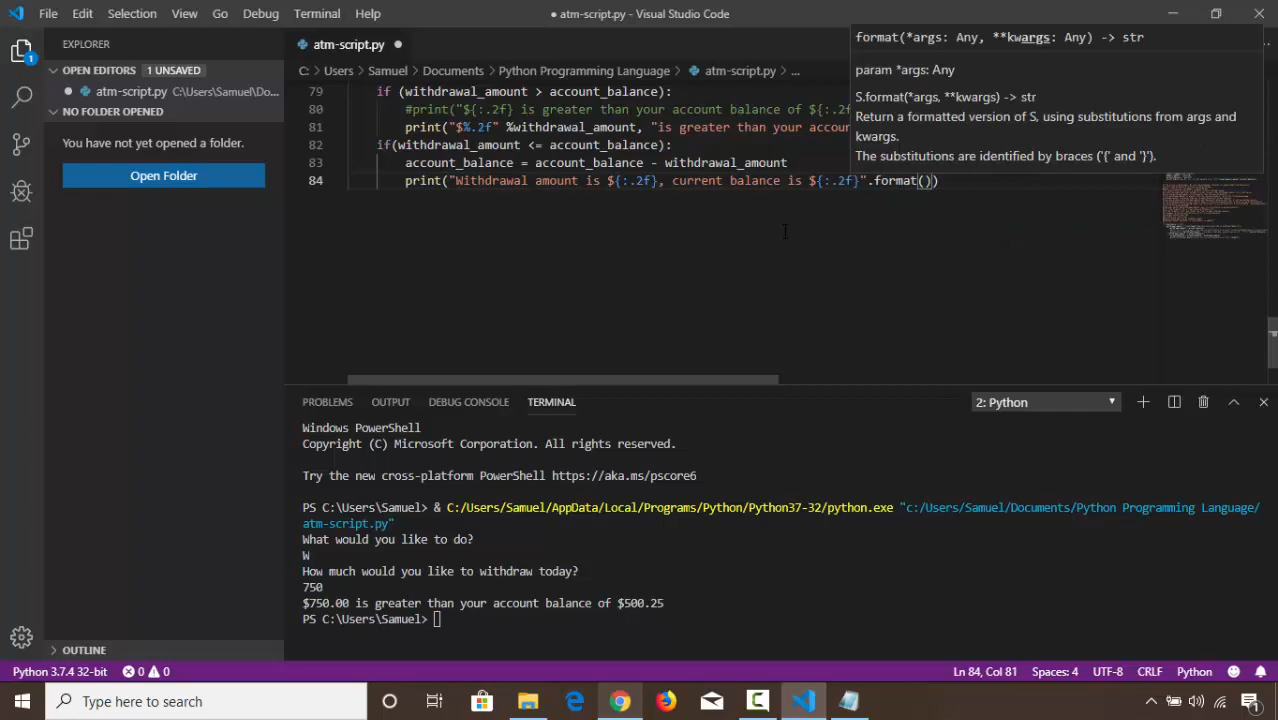 File Edit Selection View Go Debug Terminal Help
● atm-script.py - Visual Studio Code
EXPLORER
OPEN EDITORS 1 UNSAVED
atm-script.py C:\Users\Samuel\Do...
NO FOLDER OPENED
You have not yet opened a folder.
Open Folder
OUTLINE
atm-script.py
C: > Users > Samuel > Documents > Python Programming Language > atm-script.py > ...
79 if (withdrawal_amount > account_balance):
80 #print("${:.2f} is greater than your account balance of ${:.2f
81 print("$%.2f" %withdrawal_amount, "is greater than your accou
82 if(withdrawal_amount <= account_balance):
83 account_balance = account_balance - withdrawal_amount
84 print("Withdrawal amount is ${:.2f}, current balance is ${:.2f}".format())
format(*args: Any, **kwargs: Any) -> str
param *args: Any
S.format(*args, **kwargs) -> str
Return a formatted version of S, using substitutions from args and
kwargs.
The substitutions are identified by braces ('{' and '}').
PROBLEMS OUTPUT DEBUG CONSOLE TERMINAL
2: Python
Windows PowerShell
Copyright (C) Microsoft Corporation. All rights reserved.
Try the new cross-platform PowerShell https://aka.ms/pscore6
PS C:\Users\Samuel> & C:/Users/Samuel/AppData/Local/Programs/Python/Python37-32/python.exe "c:/Users/Samuel/Documents/Python Programming Language/
atm-script.py"
What would you like to do?
W
How much would you like to withdraw today?
750
$750.00 is greater than your account balance of $500.25
PS C:\Users\Samuel>
Python 3.7.4 32-bit 0 0 Ln 84, Col 81 Spaces: 4 UTF-8 CRLF Python
Type here to search